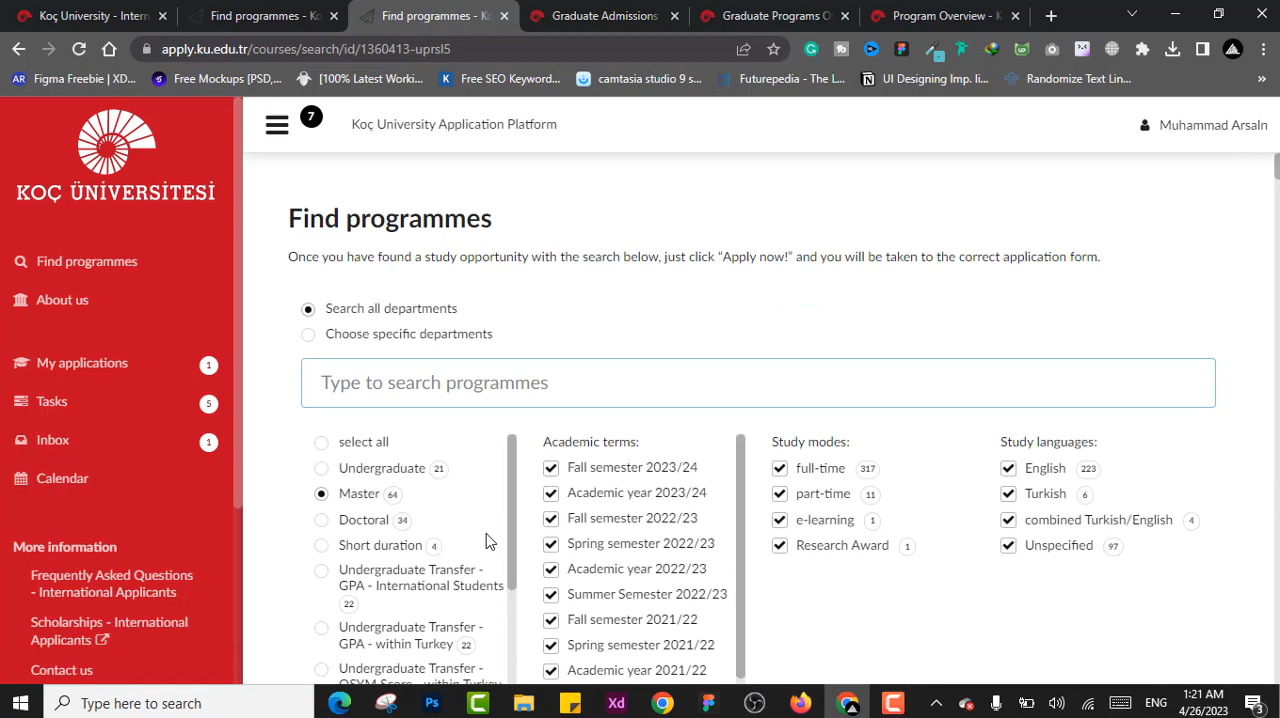 Koç University - Intern
Find programmes - Ko
Find programmes - Ko
Graduate Admissions
Graduate Programs O
Program Overview - K
apply.ku.edu.tr/courses/search/id/1360413-uprsl5
Figma Freebie | XD...
Free Mockups [PSD,...
[100% Latest Worki...
Free SEO Keyword...
camtasia studio 9 s...
Futurepedia - The L...
UI Designing Imp. li...
Randomize Text Lin...
»
KOÇ ÜNİVERSİTESİ
7
Koç University Application Platform
Muhammad Arsaln
Find programmes
About us
My applications 1
Tasks 5
Inbox 1
Calendar
More information
Frequently Asked Questions
- International Applicants
Scholarships - International
Applicants
Contact us
Find programmes
Once you have found a study opportunity with the search below, just click “Apply now!” and you will be taken to the correct application form.
Search all departments
Choose specific departments
Type to search programmes
select all
Undergraduate 21
Master 64
Doctoral 34
Short duration 4
Undergraduate Transfer -
GPA - International Students
22
Undergraduate Transfer -
GPA - within Turkey 22
Undergraduate Transfer -
OSYM Score - within Turkey
Academic terms:
Fall semester 2023/24
Academic year 2023/24
Fall semester 2022/23
Spring semester 2022/23
Academic year 2022/23
Summer Semester 2022/23
Fall semester 2021/22
Spring semester 2021/22
Academic year 2021/22
Study modes:
full-time 317
part-time 11
e-learning 1
Research Award 1
Study languages:
English 223
Turkish 6
combined Turkish/English 4
Unspecified 97
Type here to search
ENG
1:21 AM
4/26/2023
3